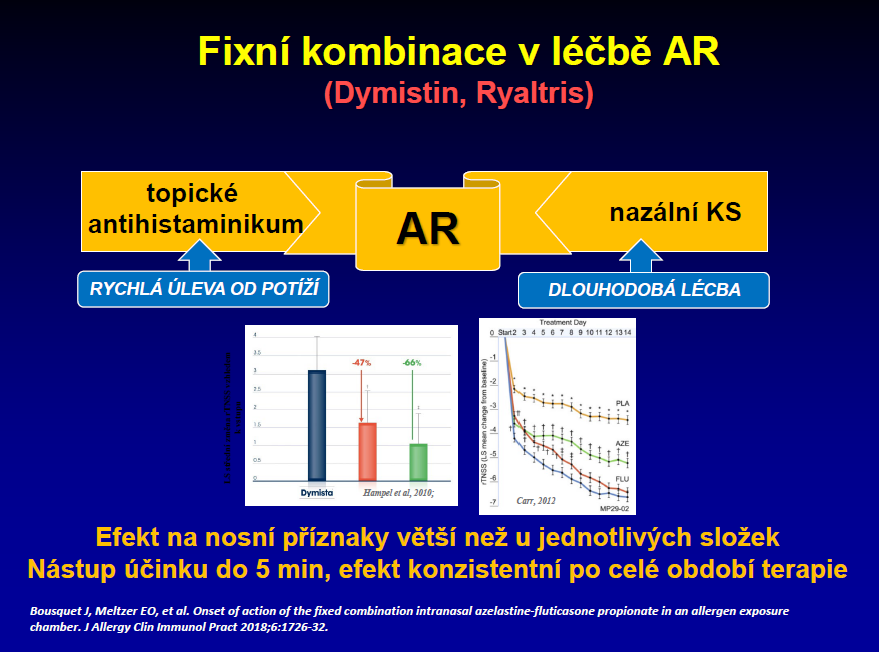 Fixní kombinace v léčbě AR
(Dymistin, Ryaltris)
topické
antihistaminikum
AR
nazální KS
RYCHLÁ ÚLEVA OD POTÍŽÍ
DLOUHODOBÁ LÉCBA
4
3.5
3
2.5
2
1.5
1
0.5
0
-47%
-66%
Dymista
Hampel et al, 2010;
Treatment Day
0 Start 2 3 4 5 6 7 8 9 10 11 12 13 14
-1
-2
-3
-4
-5
-6
-7
rTNSS (LS mean change from baseline)
PLA
AZE
FLU
MP29-02
Carr, 2012
Efekt na nosní příznaky větší než u jednotlivých složek
Nástup účinku do 5 min, efekt konzistentní po celé období terapie
Bousquet J, Meltzer EO, et al. Onset of action of the fixed combination intranasal azelastine-fluticasone propionate in an allergen exposure
chamber. J Allergy Clin Immunol Pract 2018;6:1726-32.